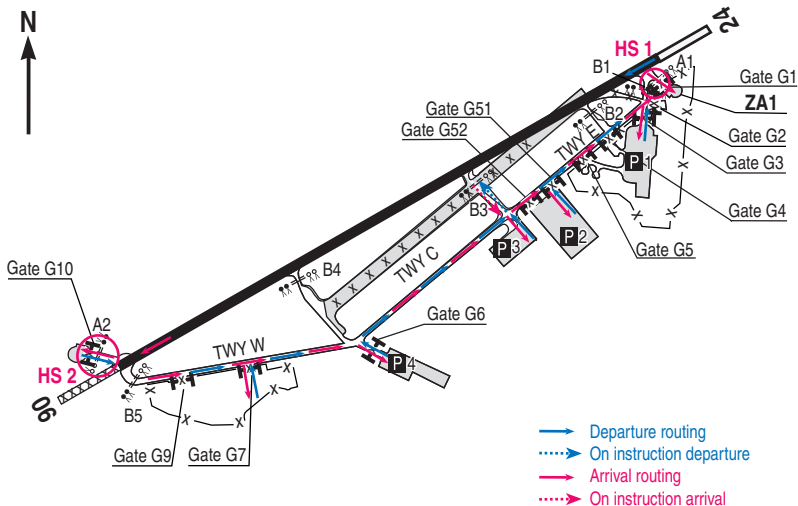 N
24
HS 1
B1
A1
Gate G1
ZA1
Gate G51
Gate G52
B2
TWY E
Gate G2
Gate G3
P 1
Gate G4
B3
P 2
Gate G5
P 3
TWY C
Gate G10
B4
A2
TWY W
Gate G6
P 4
HS 2
06
B5
Gate G9
Gate G7
X
Departure routing
On instruction departure
Arrival routing
On instruction arrival